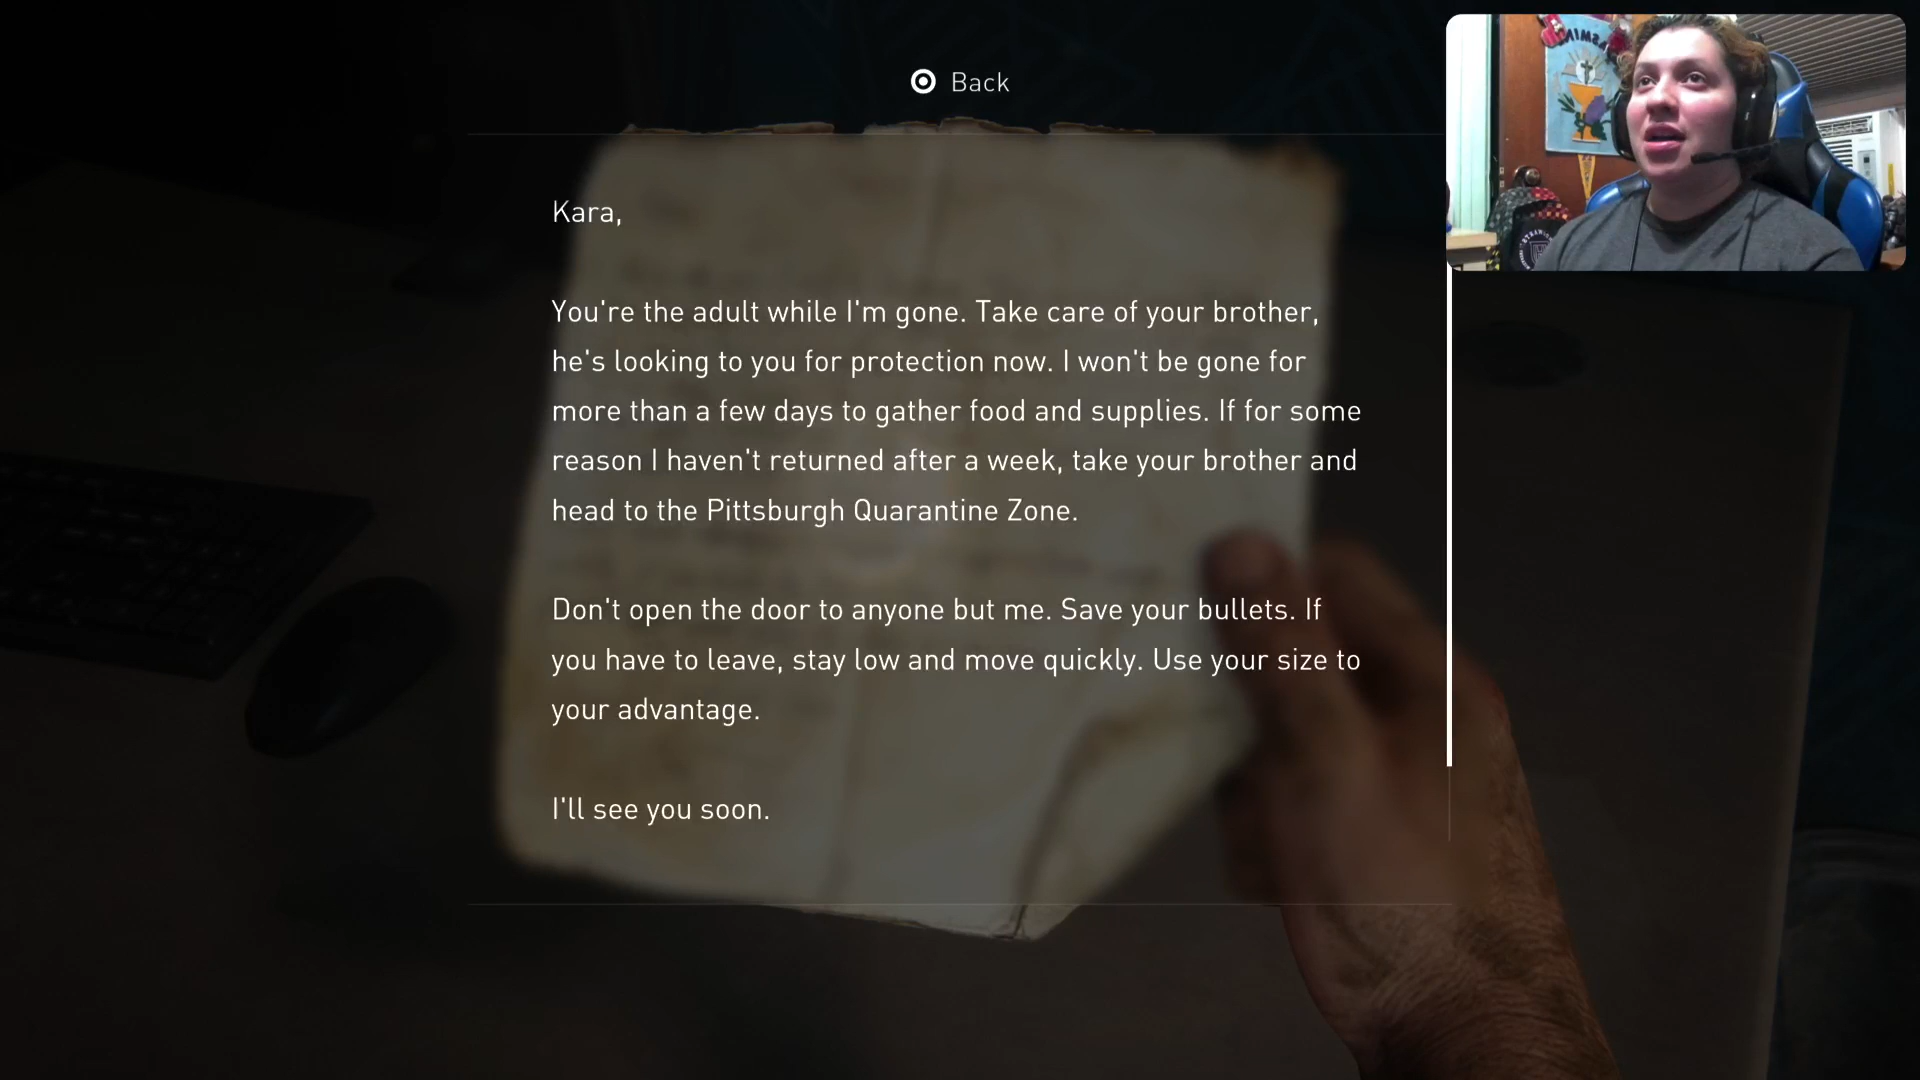 Back
Kara,
You're the adult while I'm gone. Take care of your brother,
he's looking to you for protection now. I won't be gone for
more than a few days to gather food and supplies. If for some
reason I haven't returned after a week, take your brother and
head to the Pittsburgh Quarantine Zone.
Don't open the door to anyone but me. Save your bullets. If
you have to leave, stay low and move quickly. Use your size to
your advantage.
I'll see you soon.